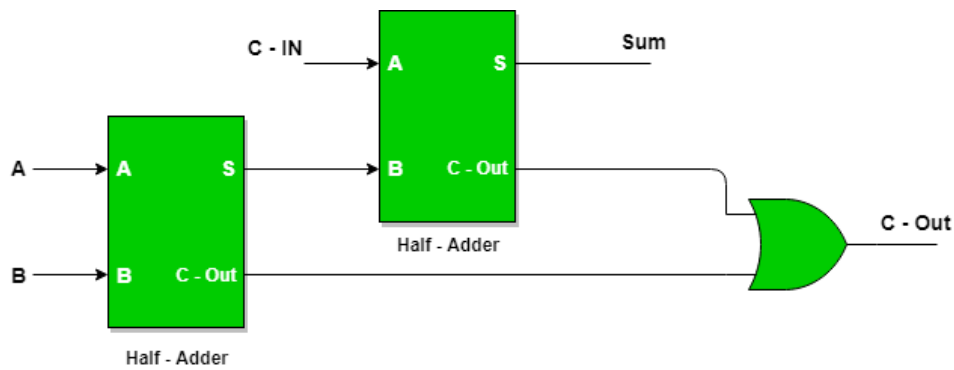 C - IN
Sum
A
S
A
A
S
B
C - Out
C - Out
Half - Adder
B
B
C - Out
Half - Adder